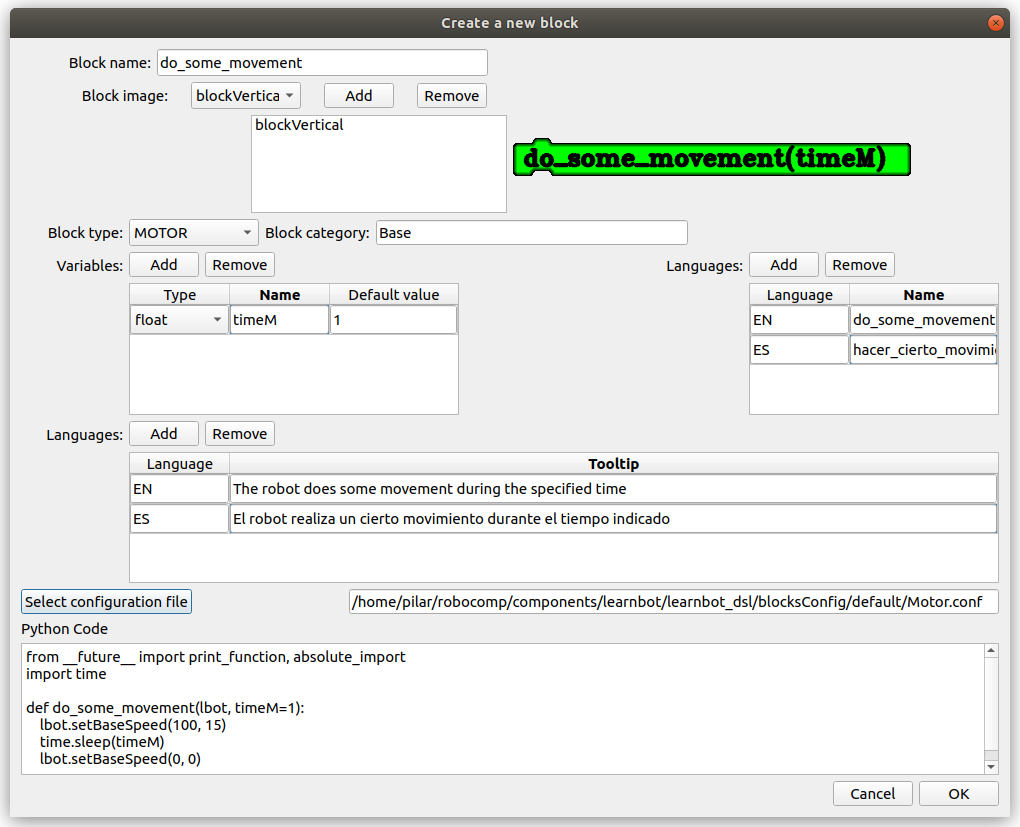 Create a new block
Block name: do_some_movement
Block image: blockVertica Add Remove
blockVertical
do_some_movement(timeM)
Block type: MOTOR Block category: Base
Variables: Add Remove
Languages: Add Remove
Type Name Default value
float timeM 1
Language Name
EN do_some_movement
ES hacer_cierto_movimi
Languages: Add Remove
Language Tooltip
EN The robot does some movement during the specified time
ES El robot realiza un cierto movimiento durante el tiempo indicado
Select configuration file /home/pilar/robocomp/components/learnbot/learnbot_dsl/blocksConfig/default/Motor.conf
Python Code
from __future__ import print_function, absolute_import
import time
def do_some_movement(lbot, timeM=1):
lbot.setBaseSpeed(100, 15)
time.sleep(timeM)
lbot.setBaseSpeed(0, 0)
Cancel OK